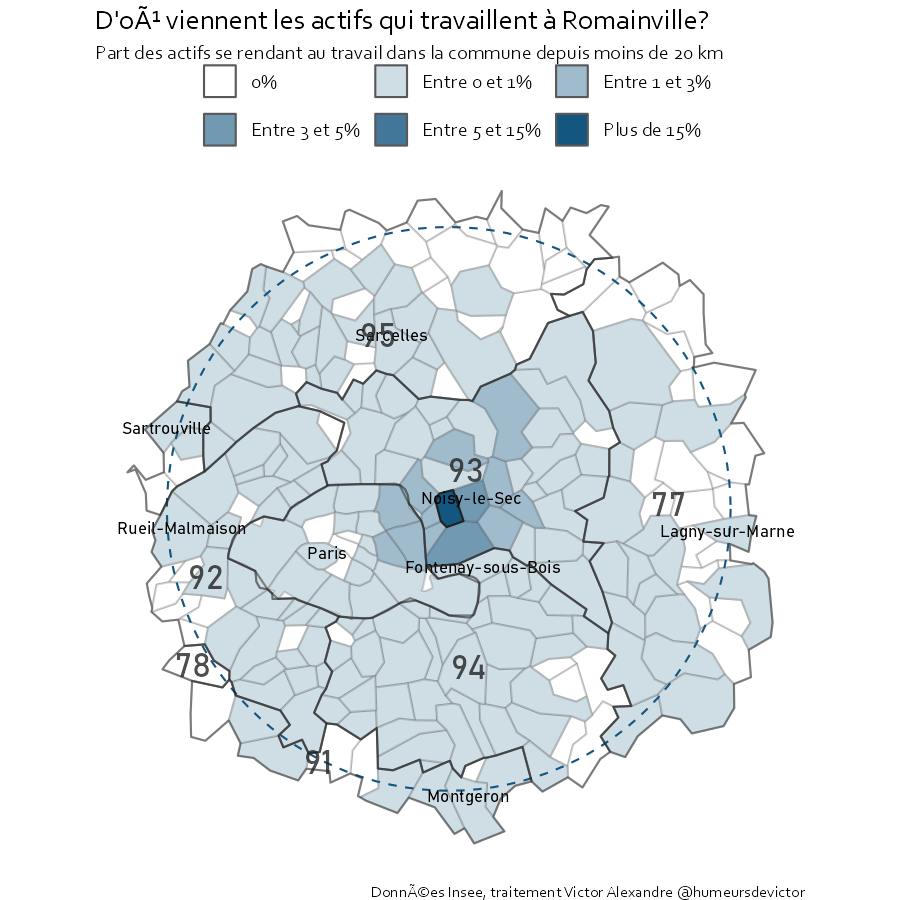 D'oÃ¹ viennent les actifs qui travaillent à Romainville?
Part des actifs se rendant au travail dans la commune depuis moins de 20 km
0%
Entre 0 et 1%
Entre 1 et 3%
Entre 3 et 5%
Entre 5 et 15%
Plus de 15%
95
Sarcelles
Sartrouville
93
Noisy-le-Sec
77
Rueil-Malmaison
Lagny-sur-Marne
Paris
Fontenay-sous-Bois
92
78
94
91
Montgeron
DonnÃ©es Insee, traitement Victor Alexandre @humeursdevictor